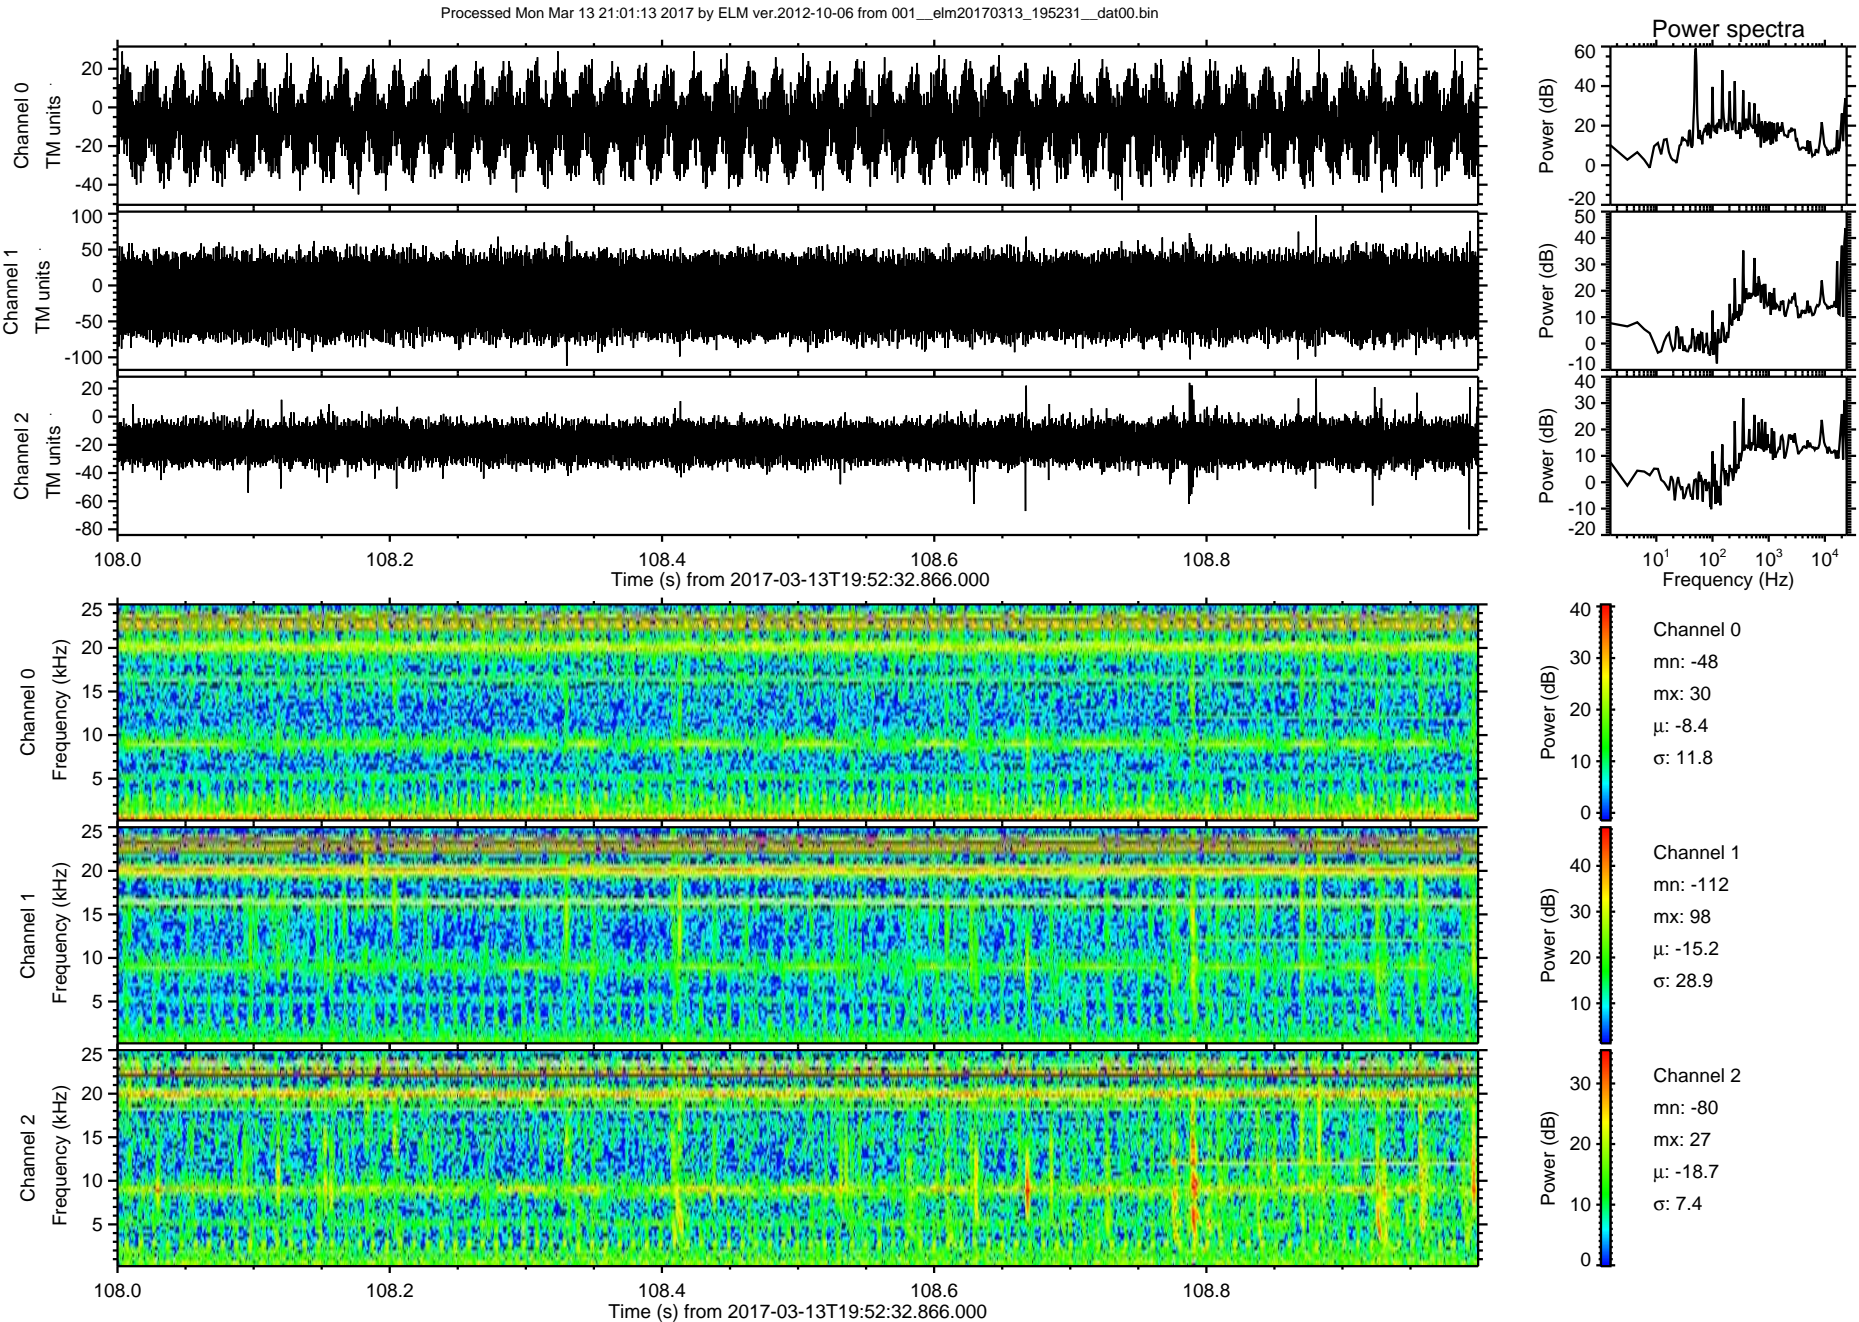 Processed Mon Mar 13 21:01:13 2017 by ELM ver.2012-10-06 from 001__elm20170313_195231__dat00.bin
Power spectra
Channel 0
TM units
20
0
-20
-40
Power (dB)
60
40
20
0
-20
Channel 1
TM units
100
50
0
-50
-100
Power (dB)
50
40
30
20
10
0
-10
Channel 2
TM units
20
0
-20
-40
-60
-80
Power (dB)
40
30
20
10
0
-10
-20
108.0 108.2 108.4 108.6 108.8
Time (s) from 2017-03-13T19:52:32.866.000
10^1 10^2 10^3 10^4
Frequency (Hz)
Channel 0
Frequency (kHz)
25
20
15
10
5
Power (dB)
40
30
20
10
0
Channel 0
mn: -48
mx: 30
μ: -8.4
σ: 11.8
Channel 1
Frequency (kHz)
25
20
15
10
5
Power (dB)
40
30
20
10
Channel 1
mn: -112
mx: 98
μ: -15.2
σ: 28.9
Channel 2
Frequency (kHz)
25
20
15
10
5
Power (dB)
30
20
10
0
Channel 2
mn: -80
mx: 27
μ: -18.7
σ: 7.4
108.0 108.2 108.4 108.6 108.8
Time (s) from 2017-03-13T19:52:32.866.000